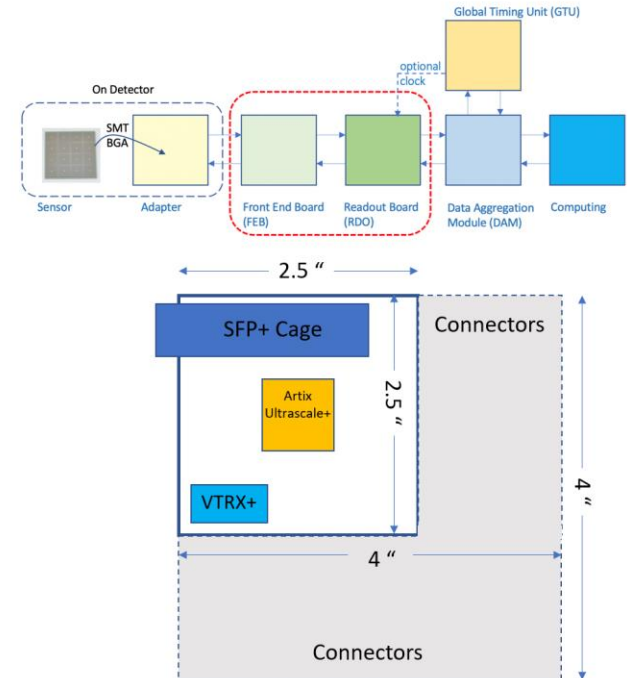 Global Timing Unit (GTU)
optional
clock
On Detector
SMT
BGA
Sensor
Adapter
Front End Board
(FEB)
Readout Board
(RDO)
Data Aggregation
Module (DAM)
Computing
2.5 “
SFP+ Cage
Connectors
Artix
Ultrascale+
2.5 “
VTRX+
4 “
4 “
Connectors